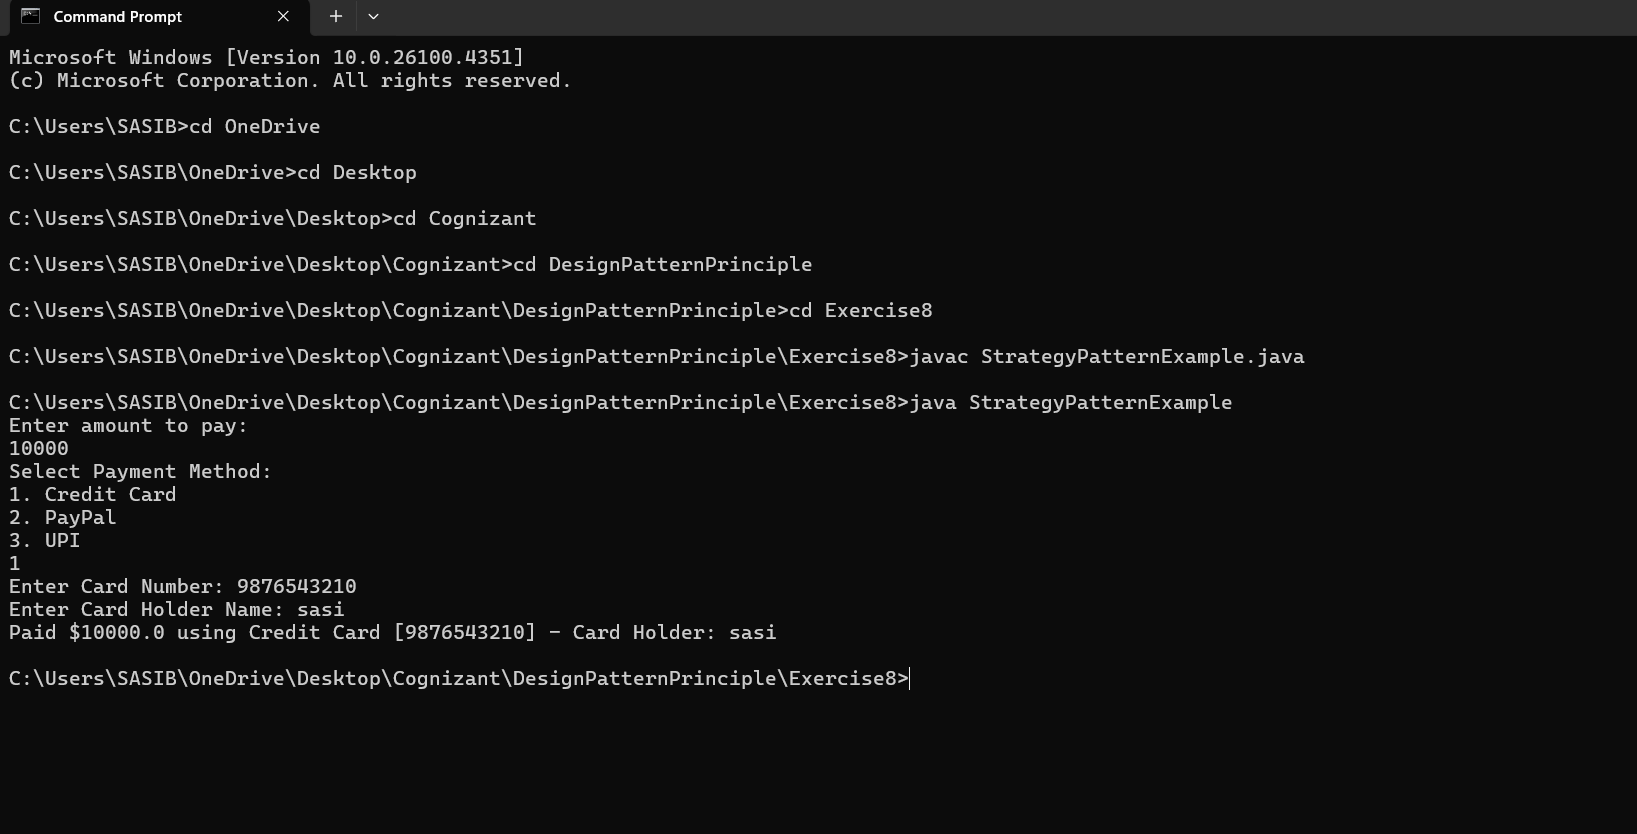 Command Prompt
Microsoft Windows [Version 10.0.26100.4351]
(c) Microsoft Corporation. All rights reserved.
C:\Users\SASIB>cd OneDrive
C:\Users\SASIB\OneDrive>cd Desktop
C:\Users\SASIB\OneDrive\Desktop>cd Cognizant
C:\Users\SASIB\OneDrive\Desktop\Cognizant>cd DesignPatternPrinciple
C:\Users\SASIB\OneDrive\Desktop\Cognizant\DesignPatternPrinciple>cd Exercise8
C:\Users\SASIB\OneDrive\Desktop\Cognizant\DesignPatternPrinciple\Exercise8>javac StrategyPatternExample.java
C:\Users\SASIB\OneDrive\Desktop\Cognizant\DesignPatternPrinciple\Exercise8>java StrategyPatternExample
Enter amount to pay:
10000
Select Payment Method:
1. Credit Card
2. PayPal
3. UPI
1
Enter Card Number: 9876543210
Enter Card Holder Name: sasi
Paid $10000.0 using Credit Card [9876543210] - Card Holder: sasi
C:\Users\SASIB\OneDrive\Desktop\Cognizant\DesignPatternPrinciple\Exercise8>